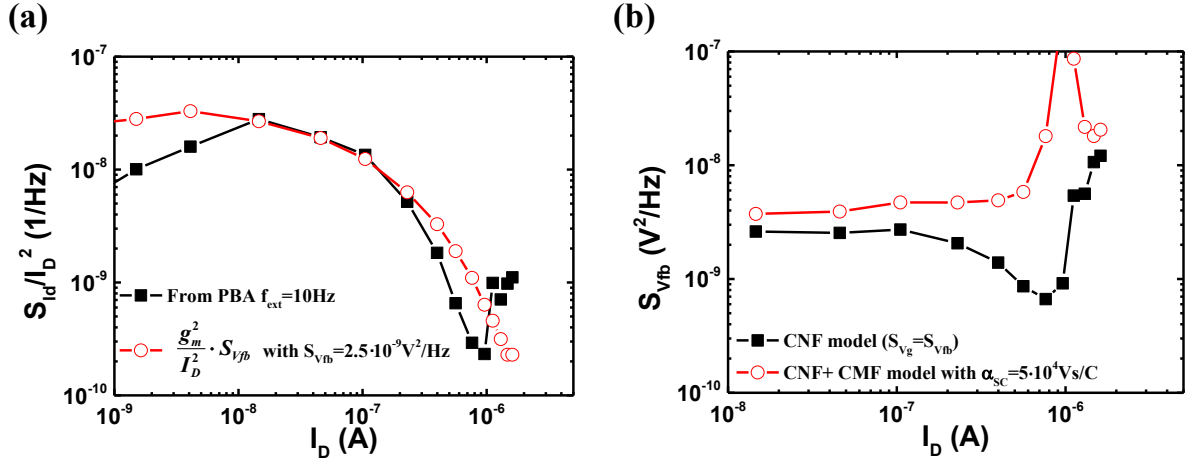 (a)
10^-7
10^-8
10^-9
10^-10
S_Id/I_D^2 (1/Hz)
From PBA f_ext=10Hz
g_m^2/I_D^2 · S_Vfb with S_Vfb=2.5·10^-9V^2/Hz
10^-9 10^-8 10^-7 10^-6
I_D (A)
(b)
10^-7
10^-8
10^-9
10^-10
S_Vfb (V^2/Hz)
CNF model (S_Vg=S_Vfb)
CNF+ CMF model with α_SC=5·10^4Vs/C
10^-8 10^-7 10^-6
I_D (A)